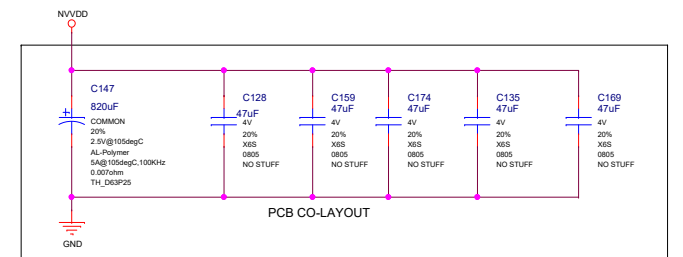 NVVDD
C147
820uF
COMMON
20%
2.5V@105degC
AL-Polymer
5A@105degC,100KHz
0.007ohm
TH_D63P25
C128
47uF
4V
20%
X6S
0805
NO STUFF
C159
47uF
4V
20%
X6S
0805
NO STUFF
C174
47uF
4V
20%
X6S
0805
NO STUFF
C135
47uF
4V
20%
X6S
0805
NO STUFF
C169
47uF
4V
20%
X6S
0805
NO STUFF
PCB CO-LAYOUT
GND